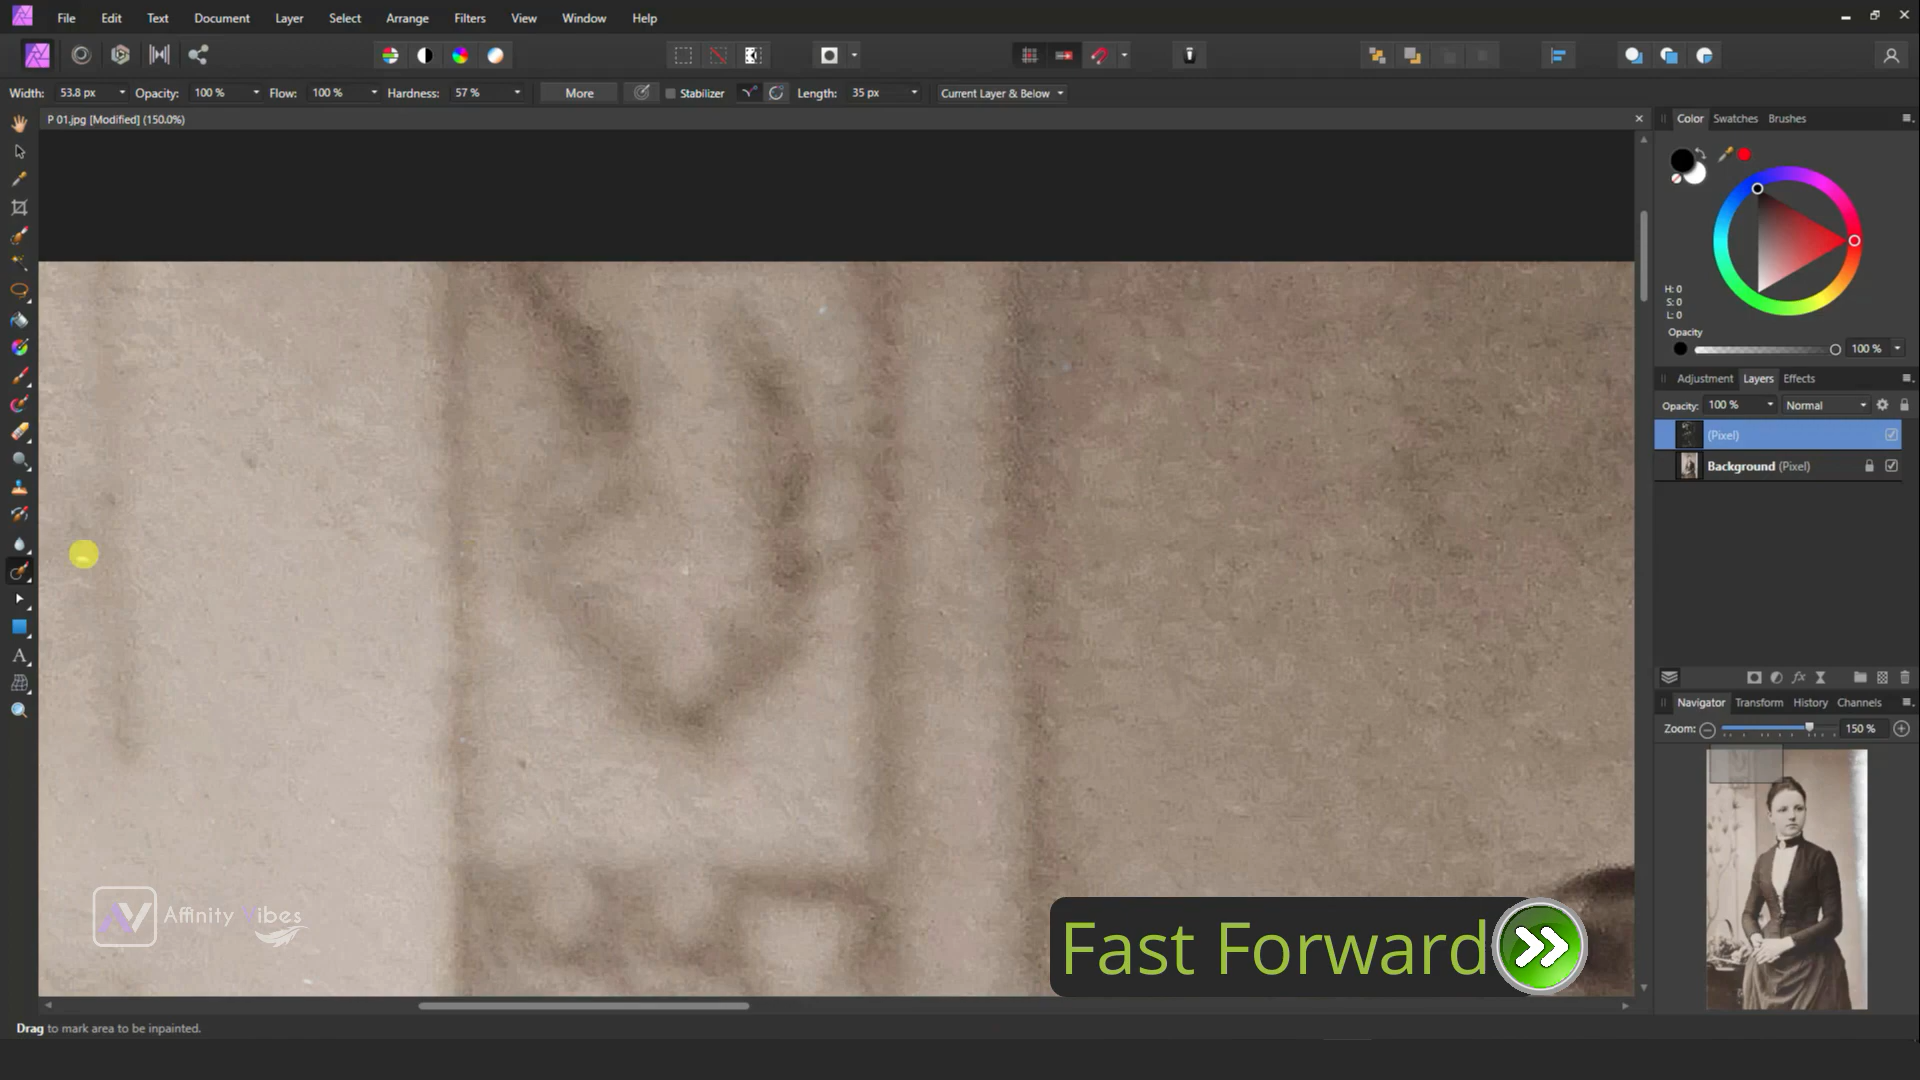 File Edit Text Document Layer Select Arrange Filters View Window Help
Width: 53.8 px Opacity: 100 % Flow: 100 % Hardness: 57 % More Stabilizer Length: 35 px Current Layer & Below
P 01.jpg [Modified] (150.0%)
Color Swatches Brushes
H: 0
S: 0
L: 0
Opacity
100 %
Adjustment Layers Effects
Opacity: 100 % Normal
(Pixel)
Background (Pixel)
Navigator Transform History Channels
Zoom: 150 %
AV Affinity Vibes
Fast Forward
Drag to mark area to be inpainted.